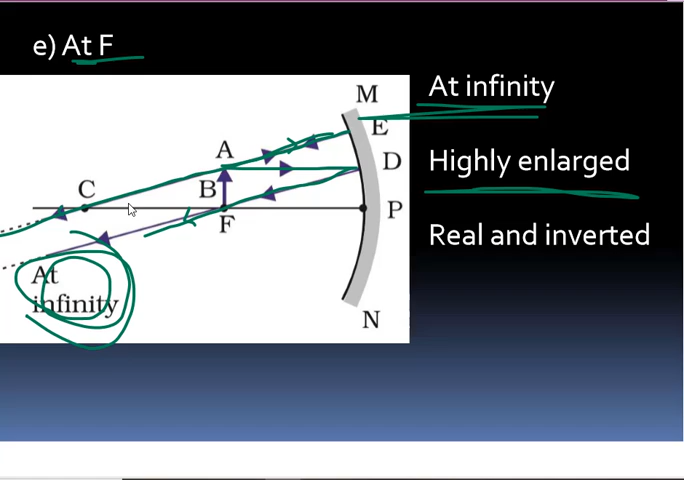 e) At F
At infinity
Highly enlarged
Real and inverted
M
E
A
D
C
B
P
F
At
infinity
N